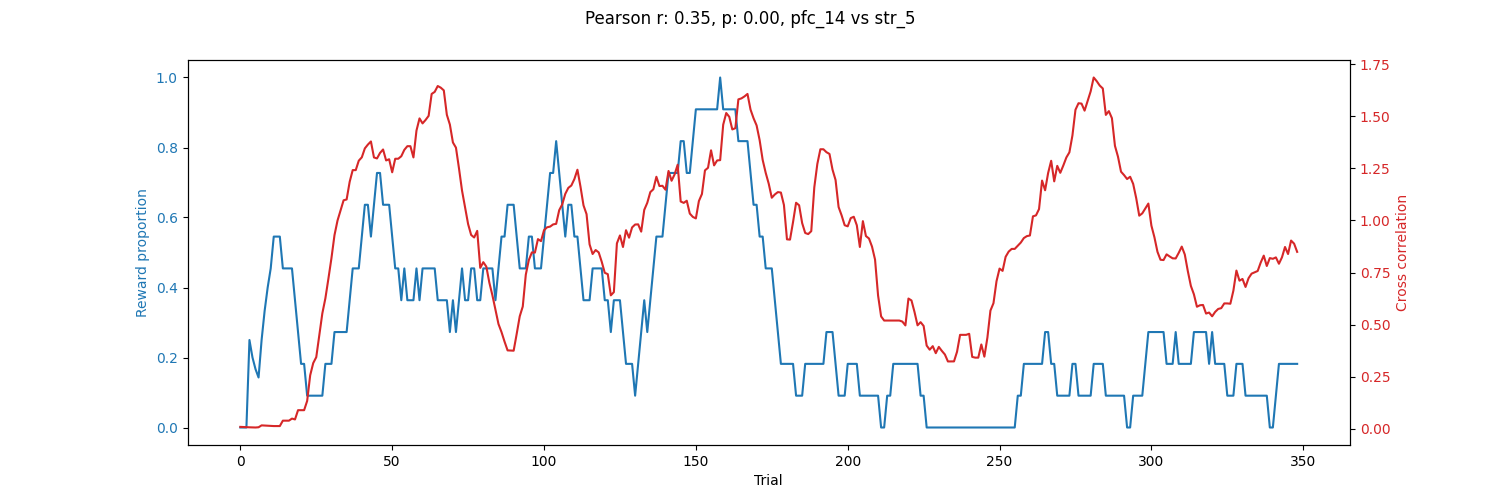 Pearson r: 0.35, p: 0.00, pfc_14 vs str_5
1.0
0.8
0.6
0.4
0.2
0.0
Reward proportion
1.75
1.50
1.25
1.00
0.75
0.50
0.25
0.00
Cross correlation
0 50 100 150 200 250 300 350
Trial